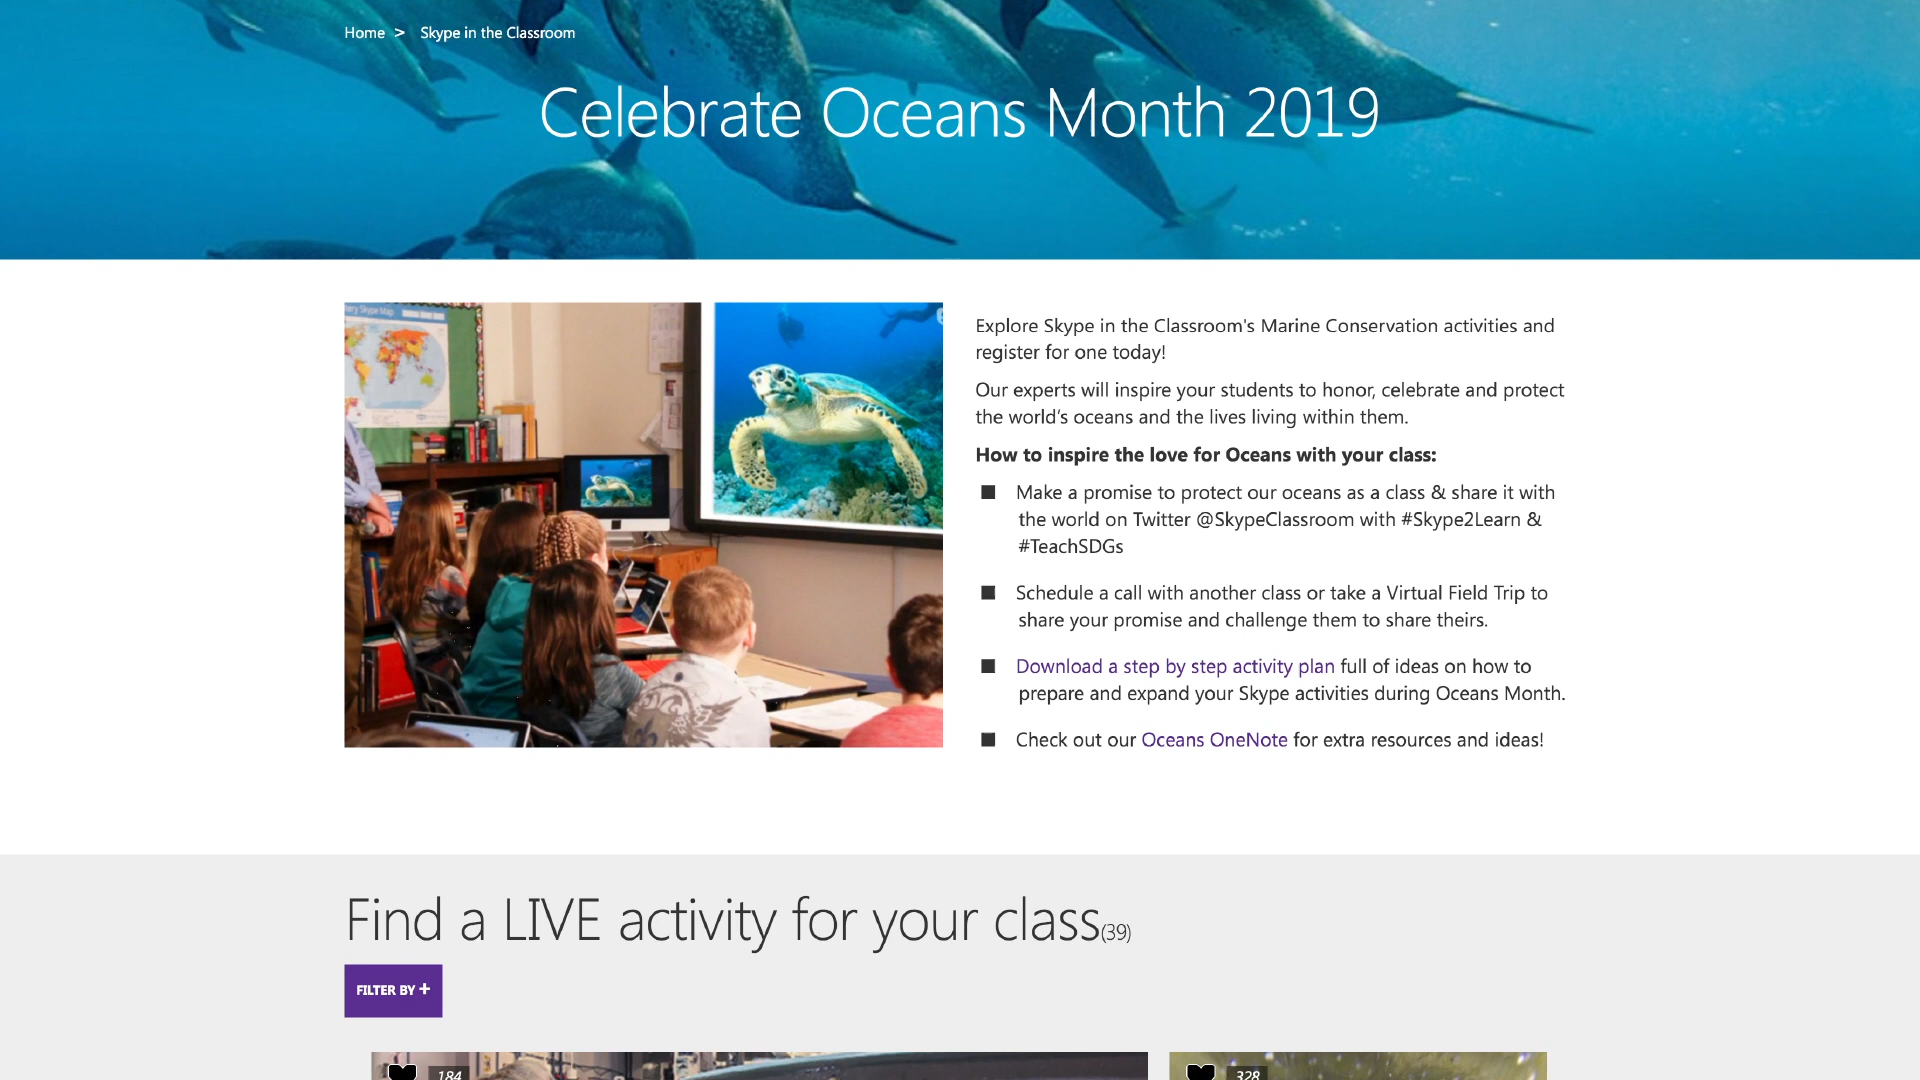 Home > Skype in the Classroom
Celebrate Oceans Month 2019
Skype Map
Explore Skype in the Classroom's Marine Conservation activities and
register for one today!
Our experts will inspire your students to honor, celebrate and protect
the world's oceans and the lives living within them.
How to inspire the love for Oceans with your class:
Make a promise to protect our oceans as a class & share it with
the world on Twitter @SkypeClassroom with #Skype2Learn &
#TeachSDGs
Schedule a call with another class or take a Virtual Field Trip to
share your promise and challenge them to share theirs.
Download a step by step activity plan full of ideas on how to
prepare and expand your Skype activities during Oceans Month.
Check out our Oceans OneNote for extra resources and ideas!
Find a LIVE activity for your class(39)
FILTER BY +
184
328